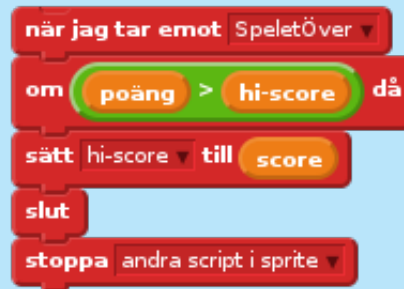 när jag tar emot SpeletÖver
om poäng > hi-score då
sätt hi-score till score
slut
stoppa andra script i sprite